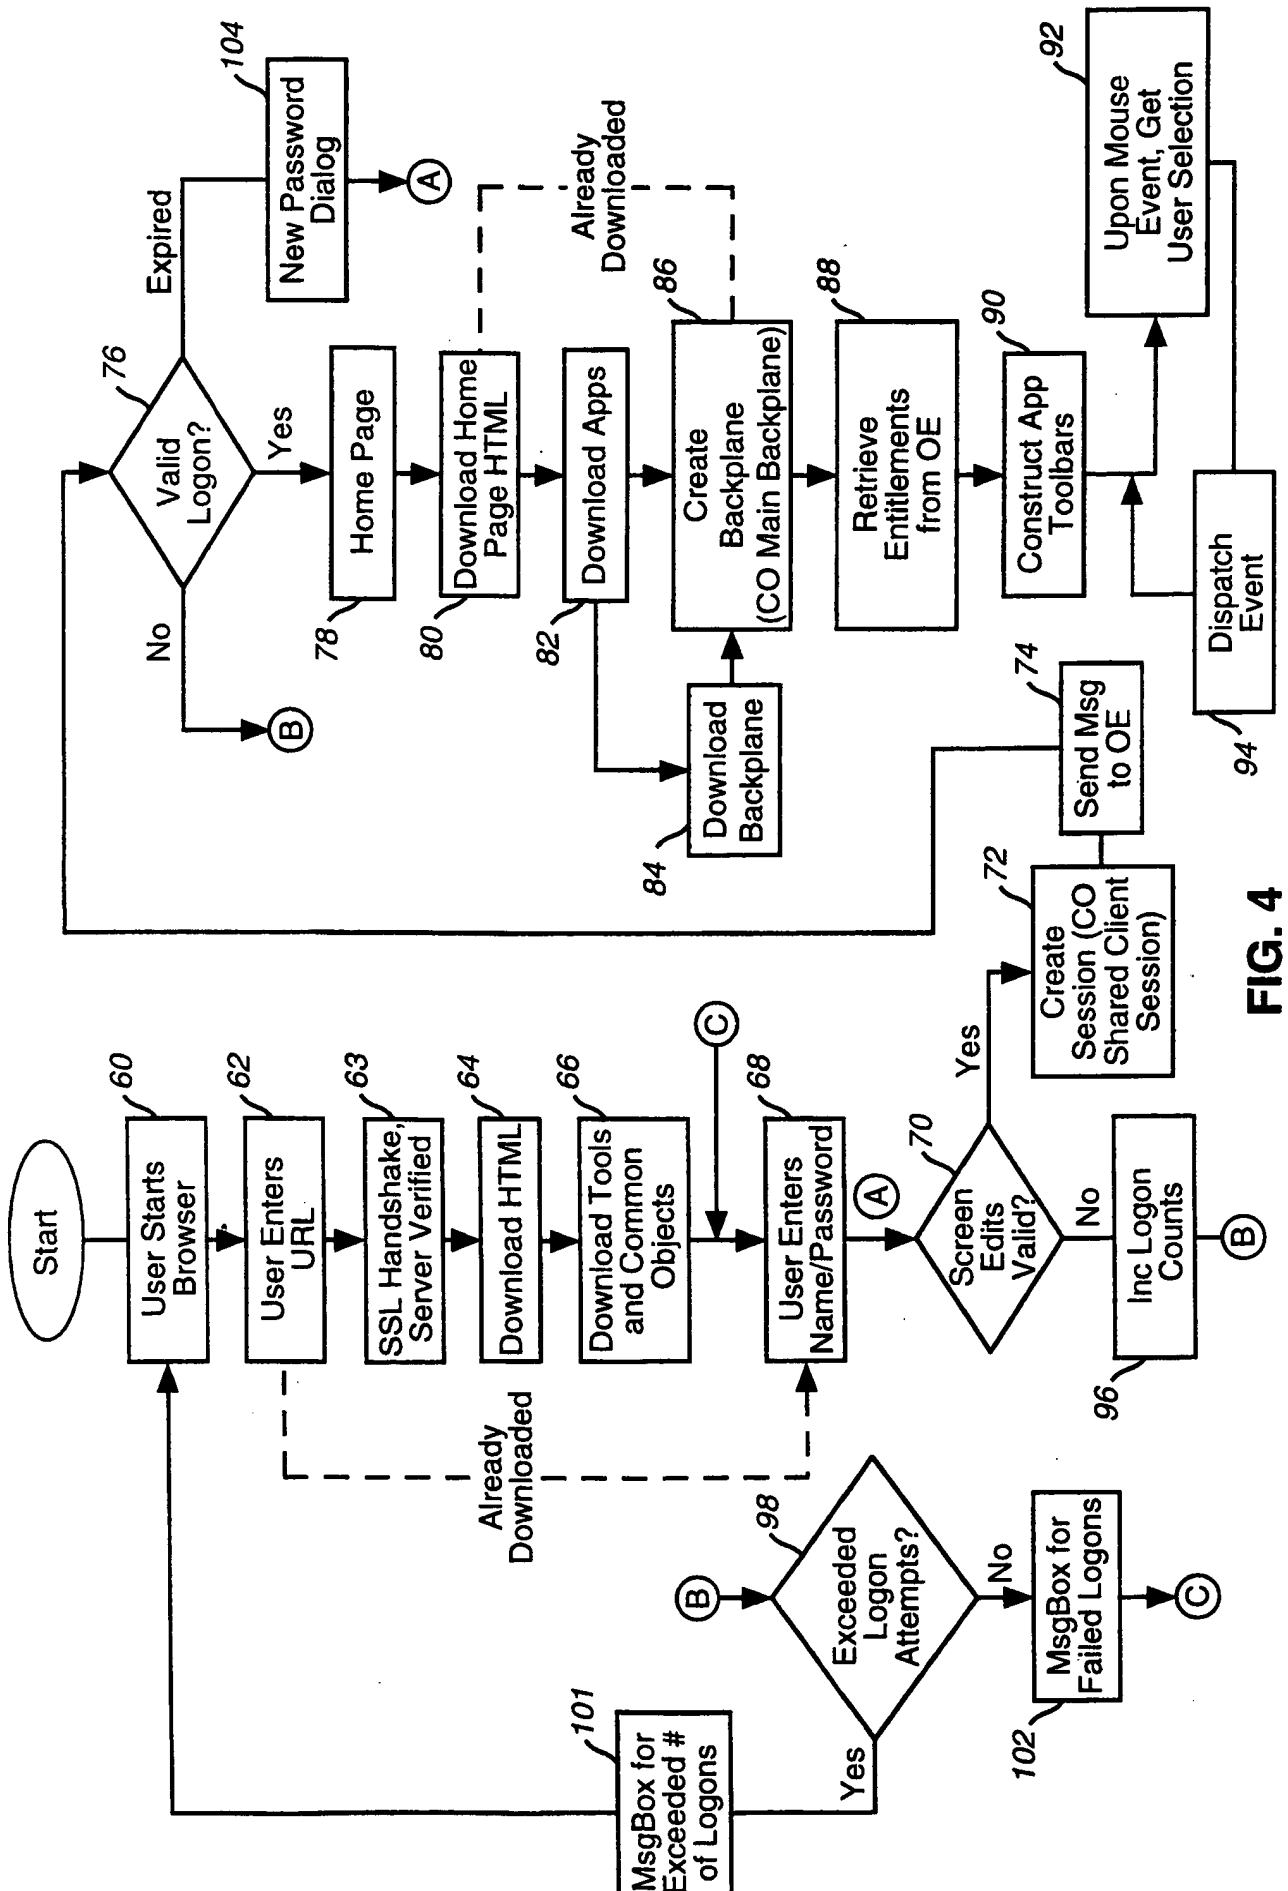 Start
60
User Starts
Browser
62
User Enters
URL
63
SSL Handshake,
Server Verified
64
Download HTML
66
Download Tools
and Common
Objects
C
68
User Enters
Name/Password
Already
Downloaded
A
70
Screen
Edits
Valid?
Yes
No
72
Create
Session (CO
Shared Client
Session)
74
Send Msg
to OE
96
Inc Logon
Counts
B
B
98
Exceeded
Logon
Attempts?
Yes
No
101
MsgBox for
Exceeded #
of Logons
102
MsgBox for
Failed Logons
C
76
Valid
Logon?
No
B
Yes
Expired
104
New Password
Dialog
A
78
Home Page
80
Download Home
Page HTML
Already
Downloaded
82
Download Apps
84
Download
Backplane
86
Create
Backplane
(CO Main Backplane)
88
Retrieve
Entitlements
from OE
90
Construct App
Toolbars
92
Upon Mouse
Event, Get
User Selection
94
Dispatch
Event
FIG. 4